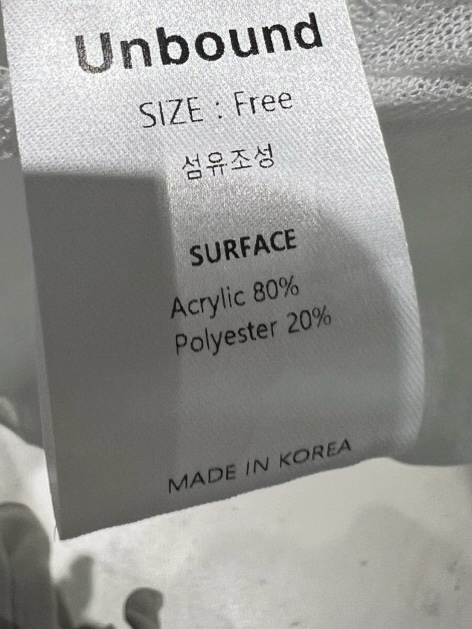 Unbound
SIZE : Free
섬유조성
SURFACE
Acrylic 80%
Polyester 20%
MADE IN KOREA